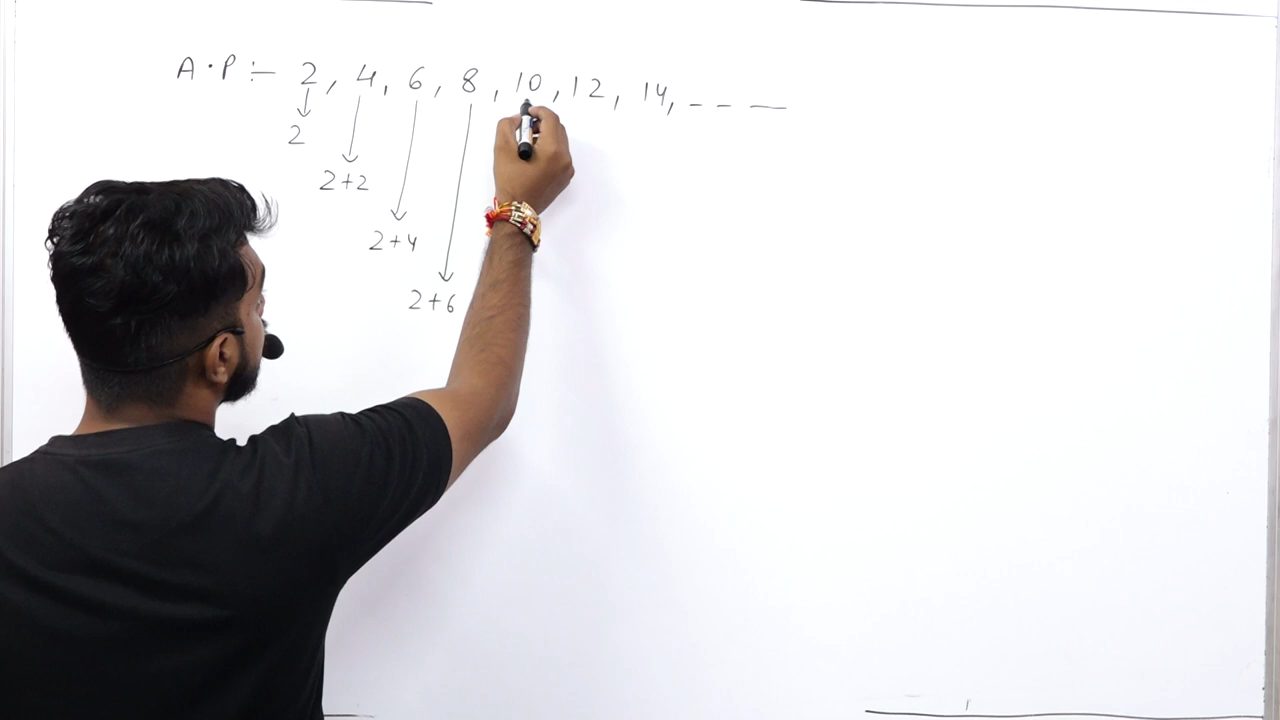 A.P :- 2, 4, 6, 8, 10, 12, 14, - - -
2
2+2
2+4
2+6